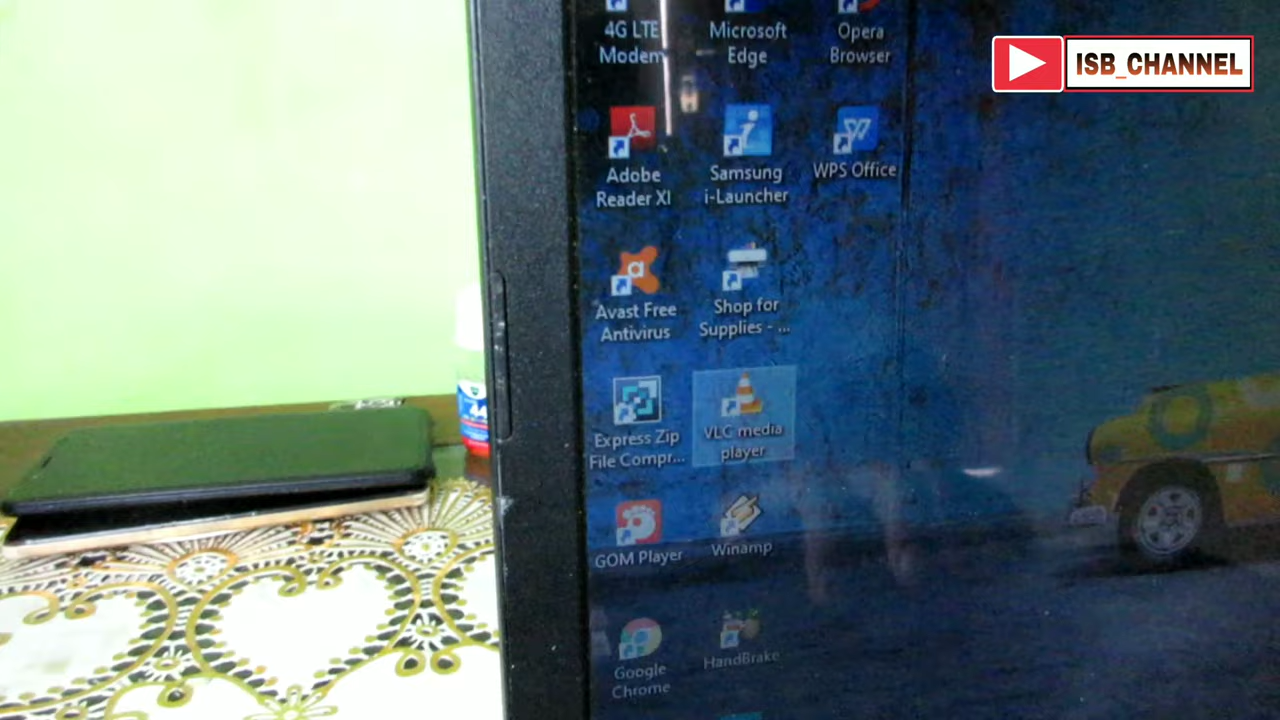 4G LTE
Modem
Microsoft
Edge
Opera
Browser
ISB_CHANNEL
Adobe
Reader XI
Samsung
i-Launcher
WPS Office
Avast Free
Antivirus
Shop for
Supplies - ...
Express Zip
File Compr...
VLC media
player
GOM Player
Winamp
Google
Chrome
HandBrake
44